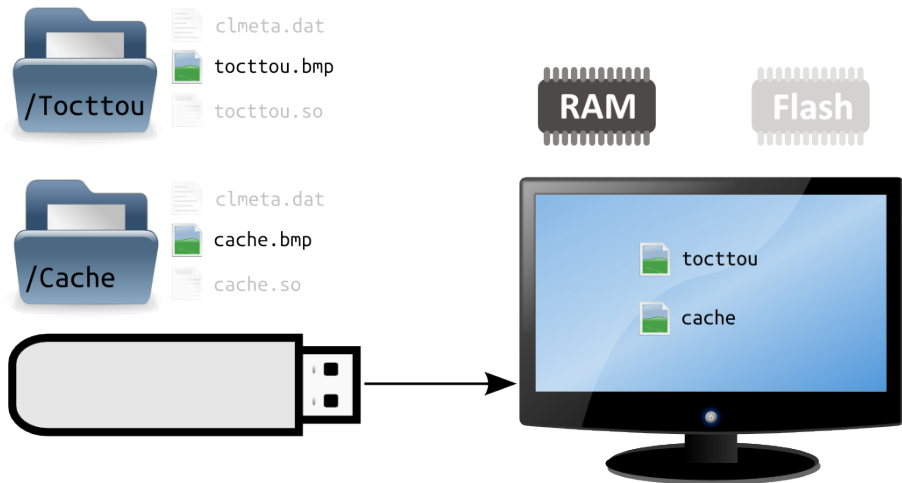 clmeta.dat
tocttou.bmp
/Tocttou
tocttou.so
RAM
Flash
clmeta.dat
cache.bmp
/Cache
cache.so
tocttou
cache